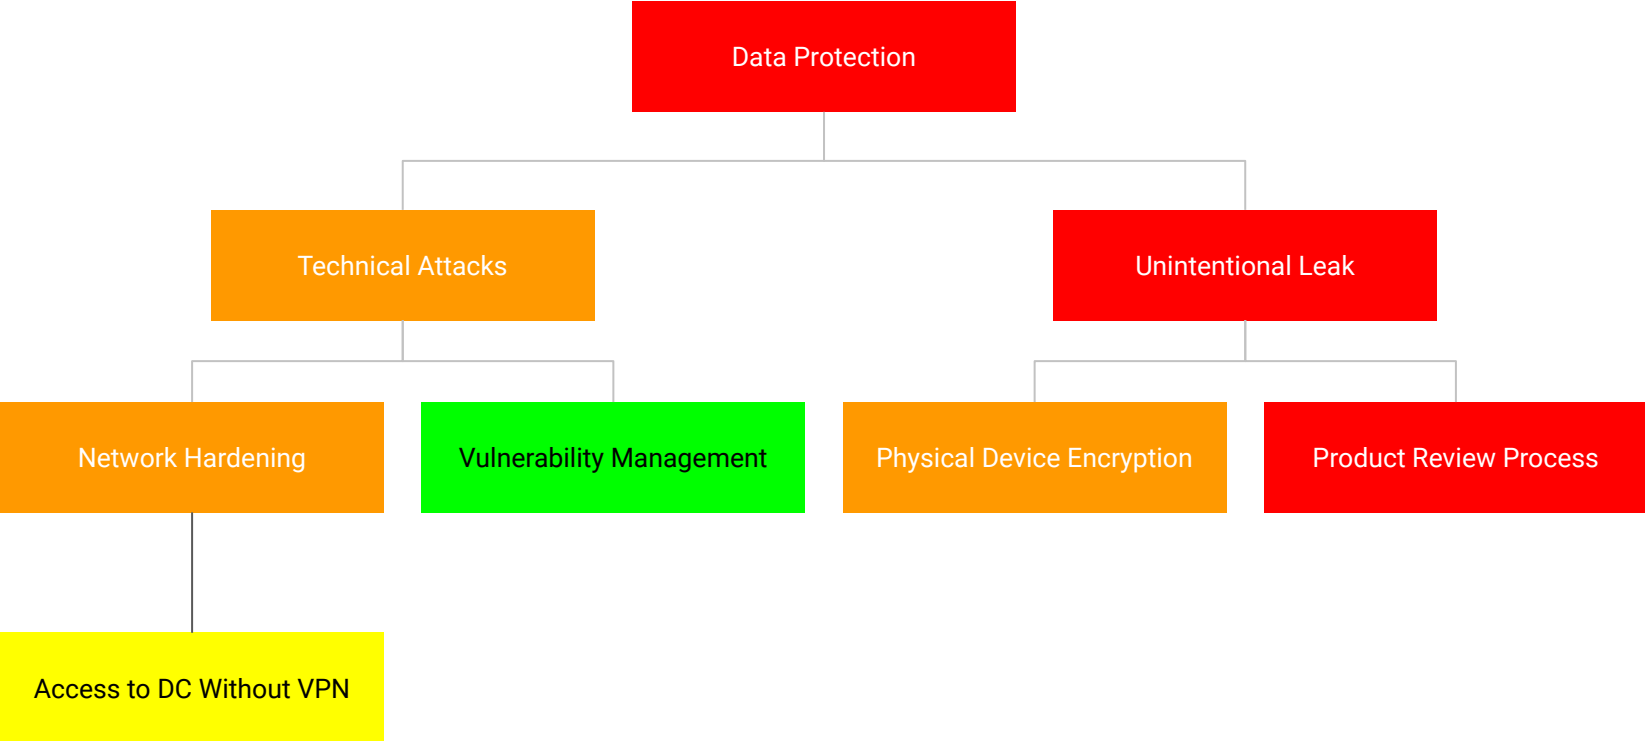 Data Protection
Technical Attacks
Unintentional Leak
Network Hardening
Vulnerability Management
Physical Device Encryption
Product Review Process
Access to DC Without VPN